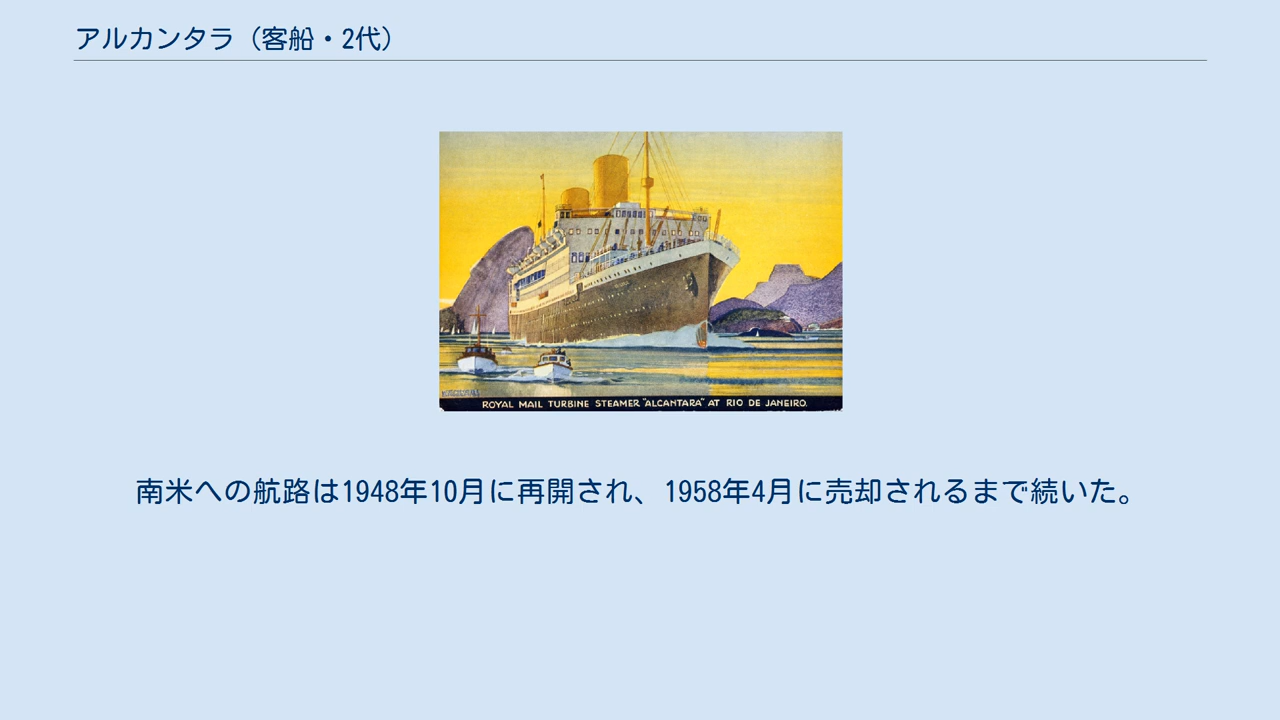 アルカンタラ（客船・2代）
ROYAL MAIL TURBINE STEAMER "ALCANTARA" AT RIO DE JANEIRO.
南米への航路は1948年10月に再開され、1958年4月に売却されるまで続いた。